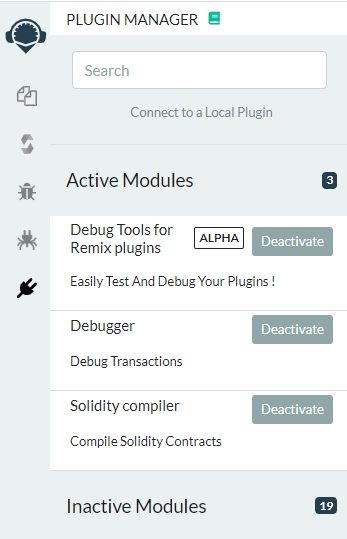 PLUGIN MANAGER
Search
Connect to a Local Plugin
Active Modules 3
Debug Tools for
Remix plugins
ALPHA Deactivate
Easily Test And Debug Your Plugins !
Debugger Deactivate
Debug Transactions
Solidity compiler Deactivate
Compile Solidity Contracts
Inactive Modules 19